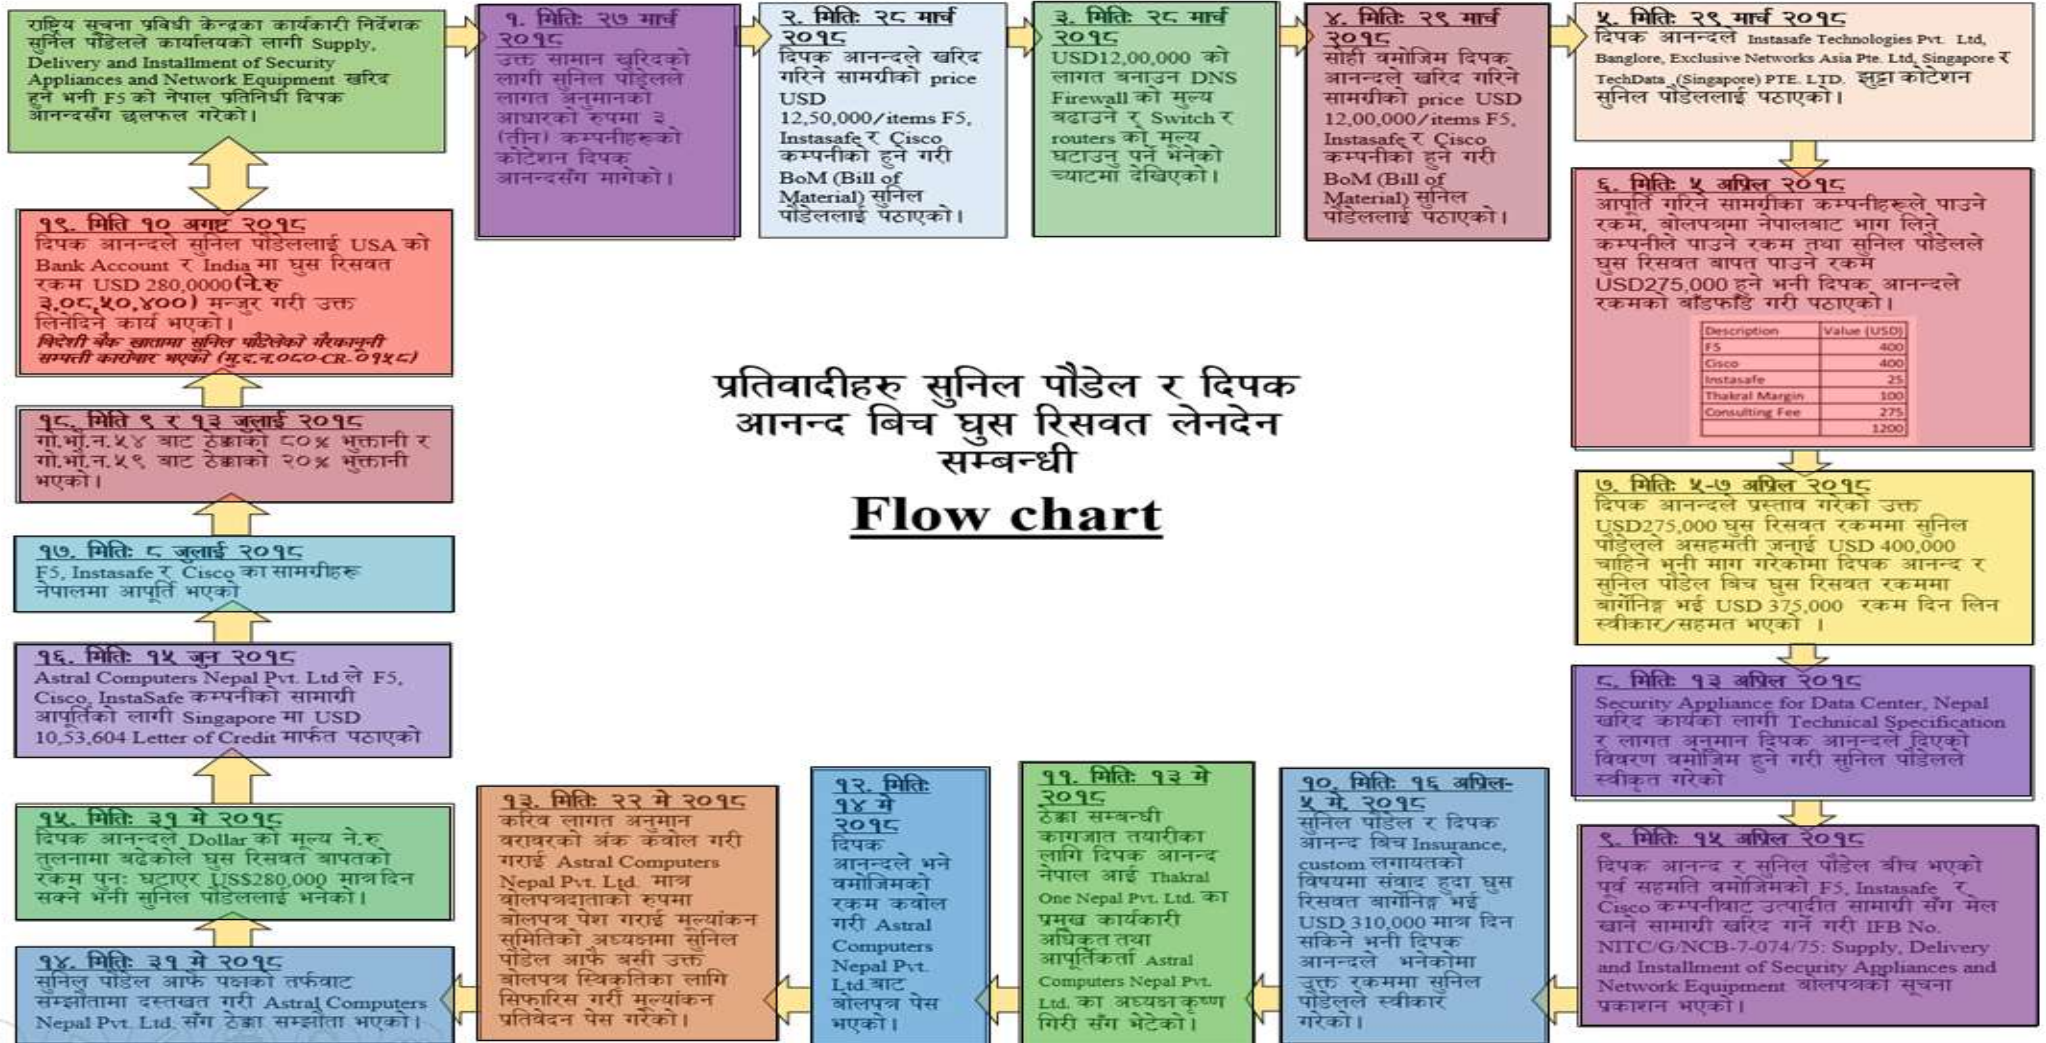 राष्ट्रिय सूचना प्रविधी केन्द्रका कार्यकारी निर्देशक
सुनिल पौडेलले कार्यालयको लागी Supply,
Delivery and Installment of Security
Appliances and Network Equipment खरिद
हुने भनी F5 को नेपाल प्रतिनिधी दिपक
आनन्दसँग छलफल गरेको।
१. मितिः २७ मार्च
२०१८
उक्त सामान खरिदको
लागी सुनिल पौडेलले
लागत अनुमानको
आधारको रुपमा ३
(तीन) कम्पनीहरुको
कोटेशन दिपक
आनन्दसँग मागेको।
२. मितिः २८ मार्च
२०१८
दिपक आनन्दले खरिद
गरिने सामग्रीको price
USD
12,50,000/items F5,
Instasafe र Cisco
कम्पनीको हुने गरी
BoM (Bill of
Material) सुनिल
पौडेललाई पठाएको।
३. मितिः २८ मार्च
२०१८
USD12,00,000 को
लागत बनाउन DNS
Firewall को मुल्य
बढाउने र Switch र
routers को मूल्य
घटाउनु पर्ने भनेको
च्याटमा देखिएको।
४. मितिः २९ मार्च
२०१८
सोही बमोजिम दिपक
आनन्दले खरिद गरिने
सामग्रीको price USD
12,00,000/items F5,
Instasafe र Cisco
कम्पनीको हुने गरी
BoM (Bill of
Material) सुनिल
पौडेललाई पठाएको।
५. मितिः २९ मार्च २०१८
दिपक आनन्दले Instasafe Technologies Pvt. Ltd,
Banglore, Exclusive Networks Asia Pte. Ltd, Singapore र
TechData (Singapore) PTE. LTD. झुट्टा कोटेशन
सुनिल पौडेललाई पठाएको।
६. मितिः ५ अप्रिल २०१८
आपूर्ति गरिने सामग्रीका कम्पनीहरूले पाउने
रकम, बोलपत्रमा नेपालबाट भाग लिने
कम्पनीले पाउने रकम तथा सुनिल पौडेलले
घुस रिसवत बापत पाउने रकम
USD275,000 हुने भनी दिपक आनन्दले
रकमको बाँडफाँड गरी पठाएको।
Description Value (USD)
F5 400
Cisco 400
Instasafe 25
Thakral Margin 100
Consulting Fee 275
1200
७. मितिः ५-७ अप्रिल २०१८
दिपक आनन्दले प्रस्ताव गरेको उक्त
USD275,000 घुस रिसवत रकममा सुनिल
पौडेलले असहमती जनाई USD 400,000
चाहिने भनी माग गरेकोमा दिपक आनन्द र
सुनिल पौडेल बिच घुस रिसवत रकममा
बार्गेनिङ्ग भई USD 375,000 रकम दिन लिन
स्वीकार/सहमत भएको ।
८. मितिः १३ अप्रिल २०१८
Security Appliance for Data Center, Nepal
खरिद कार्यको लागी Technical Specification
र लागत अनुमान दिपक आनन्दले दिएको
विवरण बमोजिम हुने गरी सुनिल पौडेलले
स्वीकृत गरेको
९. मितिः १५ अप्रिल २०१८
दिपक आनन्द र सुनिल पौडेल बीच भएको
पूर्व सहमति बमोजिमको F5, Instasafe र
Cisco कम्पनीबाट उत्पादीत सामाग्री सँग मेल
खाने सामाग्री खरिद गर्ने गरी IFB No.
NITC/G/NCB-7-074/75: Supply, Delivery
and Installment of Security Appliances and
Network Equipment बोलपत्रको सूचना
प्रकाशन भएको।
१०. मितिः १६ अप्रिल-
५ मे, २०१८
सुनिल पौडेल र दिपक
आनन्द बिच Insurance,
custom लगायतको
विषयमा संवाद हुदा घुस
रिसवत बार्गेनिङ्ग भई
USD 310,000 मात्र दिन
सकिने भनी दिपक
आनन्दले भनेकोमा
उक्त रकममा सुनिल
पौडेलले स्वीकार
गरेको।
११. मितिः १३ मे
२०१८
ठेक्का सम्बन्धी
कागजात तयारीका
लागि दिपक आनन्द
नेपाल आई Thakral
One Nepal Pvt. Ltd. का
प्रमुख कार्यकारी
अधिकृत तथा
आपूर्तिकर्ता Astral
Computers Nepal Pvt.
Ltd. का अध्यक्ष कृष्ण
गिरी सँग भेटेको।
१२. मितिः
१४ मे
२०१८
दिपक
आनन्दले भने
बमोजिमको
रकम कबोल
गरी Astral
Computers
Nepal Pvt.
Ltd बाट
बोलपत्र पेस
भएको।
१३. मितिः २२ मे २०१८
करिव लागत अनुमान
वरावरको अंक कबोल गरी
गराई Astral Computers
Nepal Pvt. Ltd. मात्र
बोलपत्रदाताको रुपमा
बोलपत्र पेश गराई मूल्यांकन
समितिको अध्यक्षमा सुनिल
पौडेल आफै बसी उक्त
बोलपत्र स्विकृतिका लागि
सिफारिस गरी मूल्यांकन
प्रतिवेदन पेस गरेको।
१४. मितिः ३१ मे २०१८
सुनिल पौडेल आफै पक्षको तर्फबाट
सम्झौतामा दस्तखत गरी Astral Computers
Nepal Pvt. Ltd. सँग ठेक्का सम्झौता भएको।
१५. मितिः ३१ मे २०१८
दिपक आनन्दले Dollar को मूल्य ने.रु
तुलनामा बढेकोले घुस रिसवत बापतको
रकम पुनः घटाएर US$280,000 मात्र दिन
सक्ने भनी सुनिल पौडेललाई भनेको।
१६. मितिः १५ जुन २०१८
Astral Computers Nepal Pvt. Ltd ले F5,
Cisco, InstaSafe कम्पनीको सामाग्री
आपूर्तिको लागी Singapore मा USD
10,53,604 Letter of Credit मार्फत पठाएको
१७. मितिः ८ जुलाई २०१८
F5, Instasafe र Cisco का सामग्रीहरू
नेपालमा आपूर्ति भएको
१८. मिति ९ र १३ जुलाई २०१८
गो.भौ.न.५४ बाट ठेक्काको ८०% भुक्तानी र
गो.भौ.न.५९ बाट ठेक्काको २०% भुक्तानी
भएको।
१९. मिति १० अगष्ट २०१८
दिपक आनन्दले सुनिल पौडेललाई USA को
Bank Account र India मा घुस रिसवत
रकम USD 280,0000(ने.रु
३,०८,५०,४००) मन्जुर गरी उक्त
लिनेदिने कार्य भएको।
विदेशी बैंक खातामा सुनिल पौडेलको गैरकानूनी
सम्पत्ती कारोबार भएको (मु.द.न.०८०-CR-०१५८)
प्रतिवादीहरु सुनिल पौडेल र दिपक
आनन्द बिच घुस रिसवत लेनदेन
सम्बन्धी
Flow chart